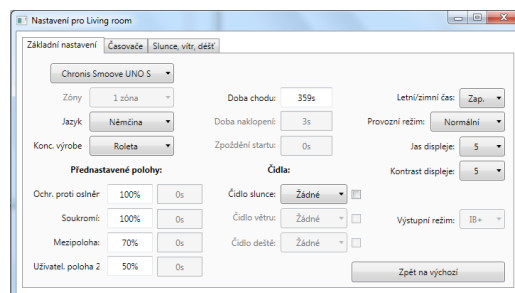 Nastavení pro Living room
Základní nastavení Časovače Slunce, vítr, déšť
Chronis Smoove UNO S
Zóny 1 zóna Doba chodu: 359s Letní/zimní čas: Zap.
Jazyk Němčina Doba naklopení: 3s Provozní režim: Normální
Konc. výrobe Roleta Zpoždění startu: 0s Jas displeje: 5
Přednastavené polohy: Čidla: Kontrast displeje: 5
Ochr. proti oslněr 100% 0s Čidlo slunce: Žádné
Soukromí: 100% 0s Čidlo větru: Žádné Výstupní režim: IB+
Mezipoloha: 70% 0s Čidlo deště: Žádné
Uživatel. poloha 2 50% 0s Zpět na výchozí